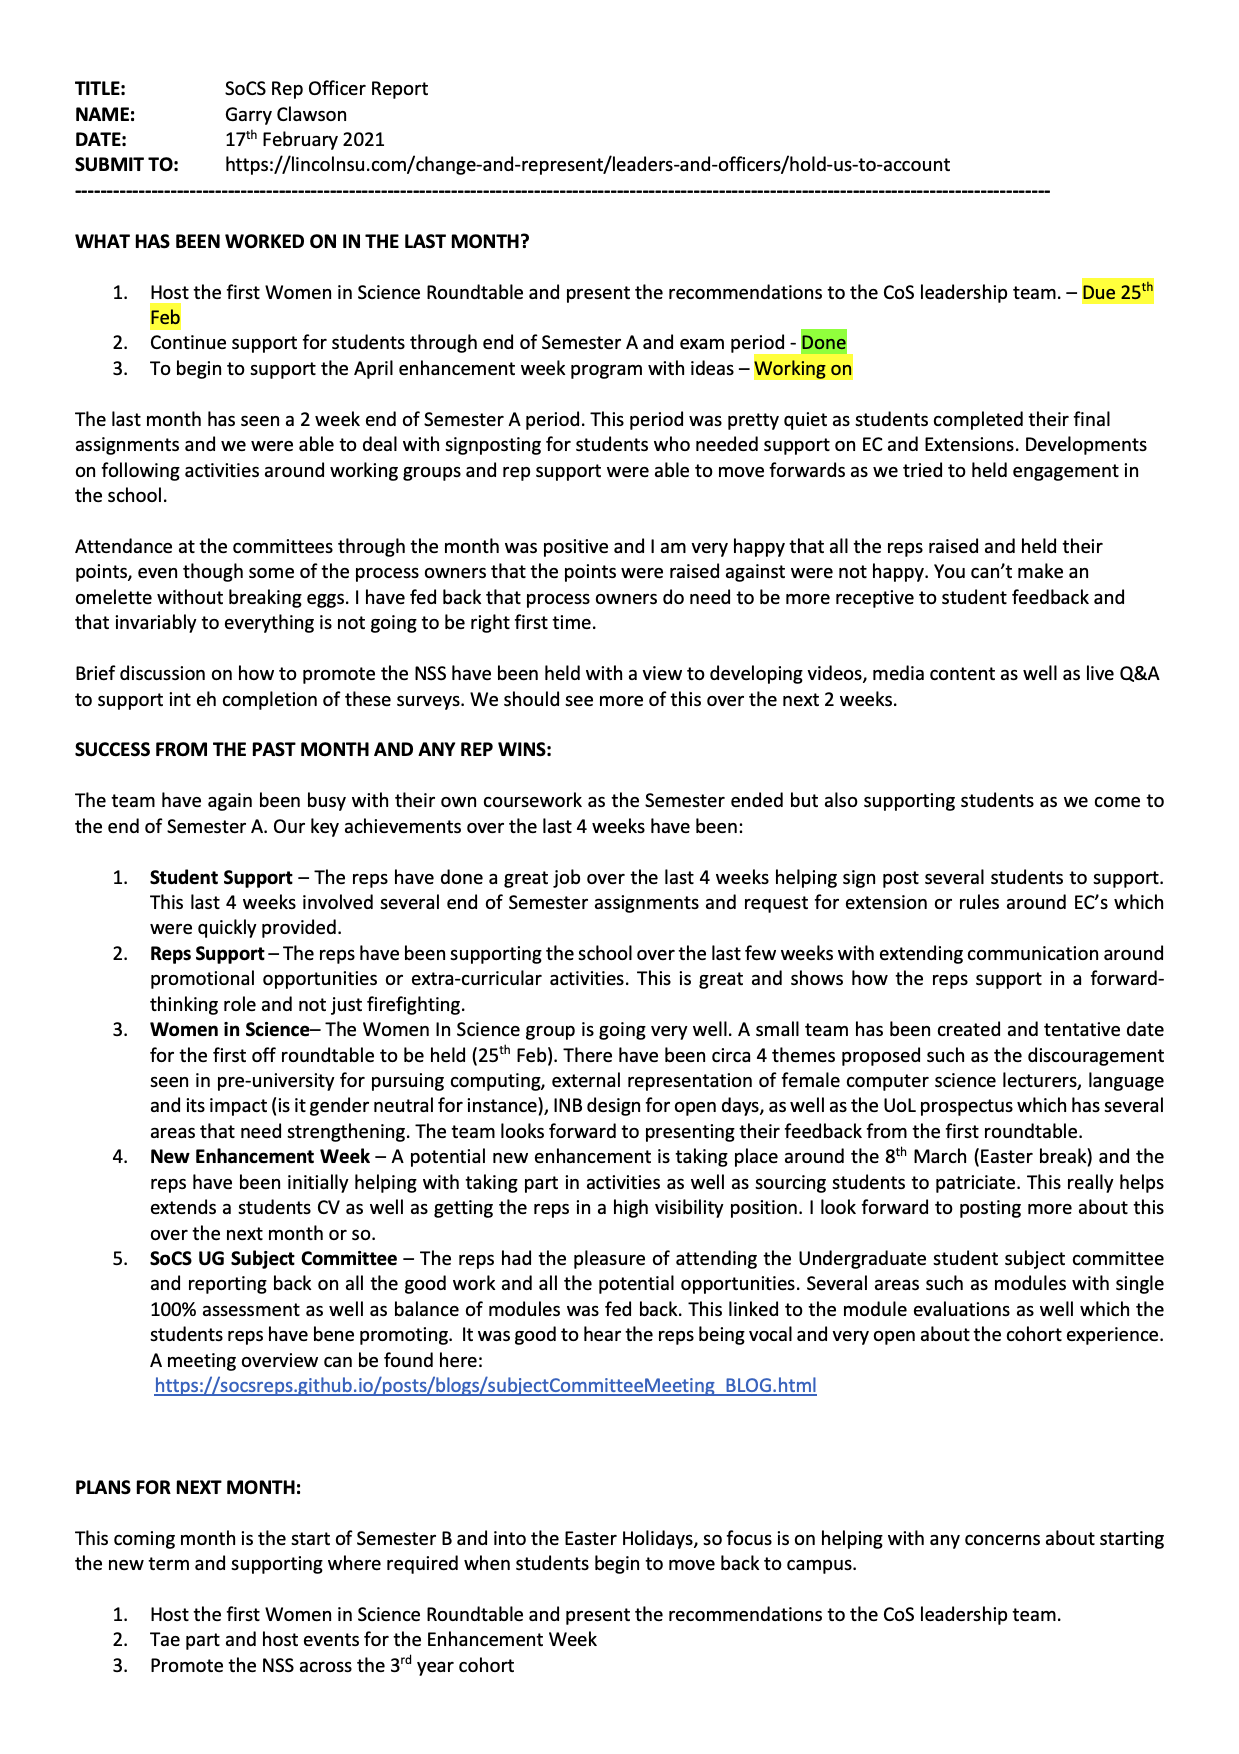 TITLE: SoCS Rep Officer Report
NAME: Garry Clawson
DATE: 17th February 2021
SUBMIT TO: https://lincolnsu.com/change-and-represent/leaders-and-officers/hold-us-to-account
------------------------------------------------------------------------------------------------------------------------------------------------------------------
WHAT HAS BEEN WORKED ON IN THE LAST MONTH?
1. Host the first Women in Science Roundtable and present the recommendations to the CoS leadership team. – Due 25th
Feb
2. Continue support for students through end of Semester A and exam period - Done
3. To begin to support the April enhancement week program with ideas – Working on
The last month has seen a 2 week end of Semester A period. This period was pretty quiet as students completed their final
assignments and we were able to deal with signposting for students who needed support on EC and Extensions. Developments
on following activities around working groups and rep support were able to move forwards as we tried to held engagement in
the school.
Attendance at the committees through the month was positive and I am very happy that all the reps raised and held their
points, even though some of the process owners that the points were raised against were not happy. You can’t make an
omelette without breaking eggs. I have fed back that process owners do need to be more receptive to student feedback and
that invariably to everything is not going to be right first time.
Brief discussion on how to promote the NSS have been held with a view to developing videos, media content as well as live Q&A
to support int eh completion of these surveys. We should see more of this over the next 2 weeks.
SUCCESS FROM THE PAST MONTH AND ANY REP WINS:
The team have again been busy with their own coursework as the Semester ended but also supporting students as we come to
the end of Semester A. Our key achievements over the last 4 weeks have been:
1. Student Support – The reps have done a great job over the last 4 weeks helping sign post several students to support.
This last 4 weeks involved several end of Semester assignments and request for extension or rules around EC’s which
were quickly provided.
2. Reps Support – The reps have been supporting the school over the last few weeks with extending communication around
promotional opportunities or extra-curricular activities. This is great and shows how the reps support in a forward-
thinking role and not just firefighting.
3. Women in Science– The Women In Science group is going very well. A small team has been created and tentative date
for the first off roundtable to be held (25th Feb). There have been circa 4 themes proposed such as the discouragement
seen in pre-university for pursuing computing, external representation of female computer science lecturers, language
and its impact (is it gender neutral for instance), INB design for open days, as well as the UoL prospectus which has several
areas that need strengthening. The team looks forward to presenting their feedback from the first roundtable.
4. New Enhancement Week – A potential new enhancement is taking place around the 8th March (Easter break) and the
reps have been initially helping with taking part in activities as well as sourcing students to patriciate. This really helps
extends a students CV as well as getting the reps in a high visibility position. I look forward to posting more about this
over the next month or so.
5. SoCS UG Subject Committee – The reps had the pleasure of attending the Undergraduate student subject committee
and reporting back on all the good work and all the potential opportunities. Several areas such as modules with single
100% assessment as well as balance of modules was fed back. This linked to the module evaluations as well which the
students reps have bene promoting. It was good to hear the reps being vocal and very open about the cohort experience.
A meeting overview can be found here:
https://socsreps.github.io/posts/blogs/subjectCommitteeMeeting_BLOG.html
PLANS FOR NEXT MONTH:
This coming month is the start of Semester B and into the Easter Holidays, so focus is on helping with any concerns about starting
the new term and supporting where required when students begin to move back to campus.
1. Host the first Women in Science Roundtable and present the recommendations to the CoS leadership team.
2. Tae part and host events for the Enhancement Week
3. Promote the NSS across the 3rd year cohort